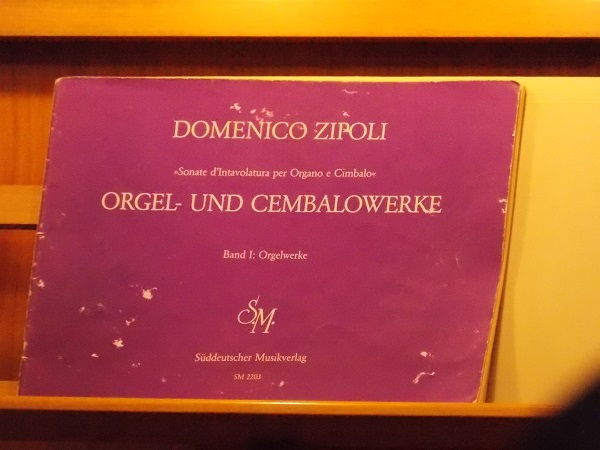 DOMENICO ZIPOLI
»Sonate d'Intavolatura per Organo e Cimbalo«
ORGEL- UND CEMBALOWERKE
Band I: Orgelwerke
SM
Süddeutscher Musikverlag
SM 2203